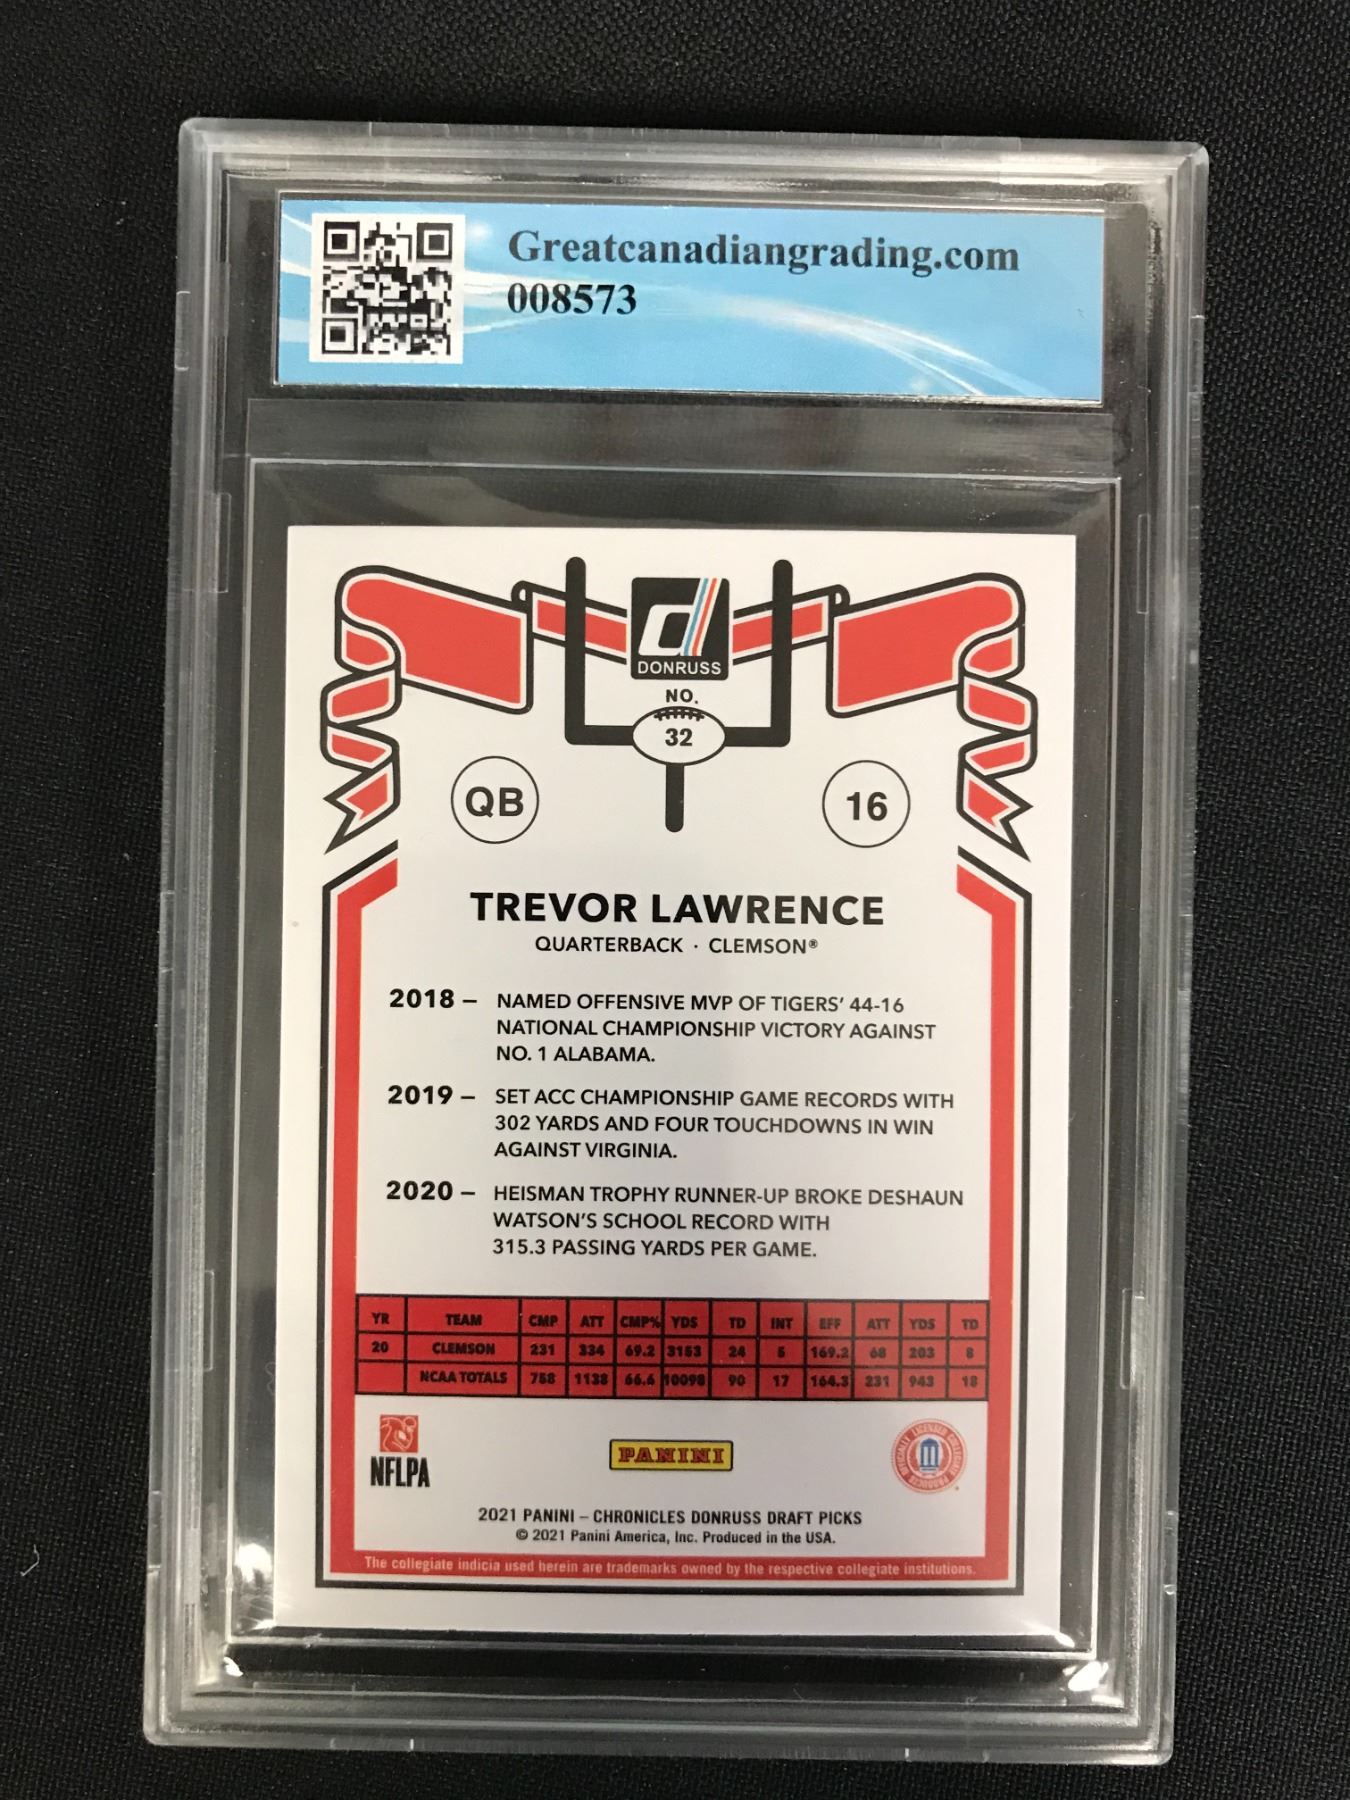 Greatcanadiangrading.com
008573
DONRUSS
NO.
32
QB
16
TREVOR LAWRENCE
QUARTERBACK · CLEMSON®
2018 – NAMED OFFENSIVE MVP OF TIGERS' 44-16
NATIONAL CHAMPIONSHIP VICTORY AGAINST
NO. 1 ALABAMA.
2019 – SET ACC CHAMPIONSHIP GAME RECORDS WITH
302 YARDS AND FOUR TOUCHDOWNS IN WIN
AGAINST VIRGINIA.
2020 – HEISMAN TROPHY RUNNER-UP BROKE DESHAUN
WATSON'S SCHOOL RECORD WITH
315.3 PASSING YARDS PER GAME.
YR TEAM CMP ATT CMP% YDS TD INT EFF ATT YDS TD
20 CLEMSON 231 334 69.2 3153 24 5 169.2 68 203 8
NCAA TOTALS 758 1138 66.6 10098 90 17 164.3 231 943 18
NFLPA
PANINI
OFFICIALLY LICENSED COLLEGIATE PRODUCTS
2021 PANINI – CHRONICLES DONRUSS DRAFT PICKS
© 2021 Panini America, Inc. Produced in the USA.
The collegiate indicia used herein are trademarks owned by the respective collegiate institutions.